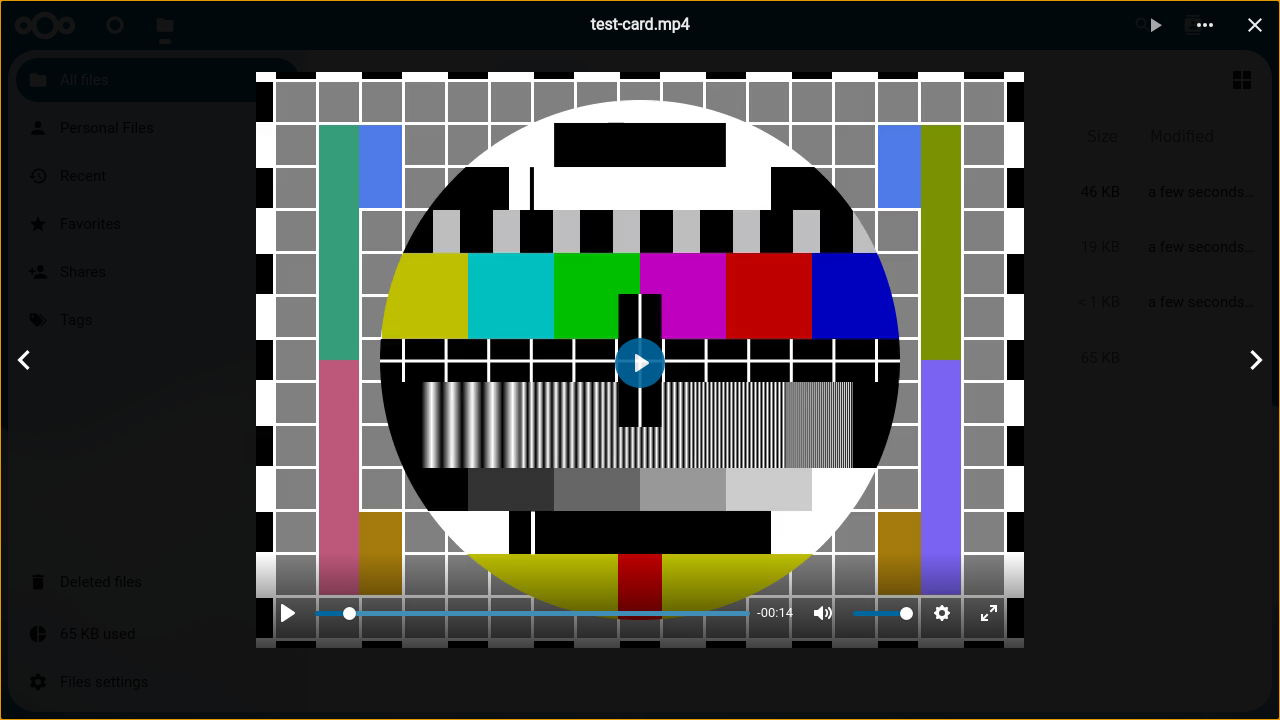 test-card.mp4
All files
Personal Files
Recent
Favorites
Shares
Tags
Size Modified
46 KB a few seconds…
19 KB a few seconds…
< 1 KB a few seconds…
65 KB
-00:14
Deleted files
65 KB used
Files settings